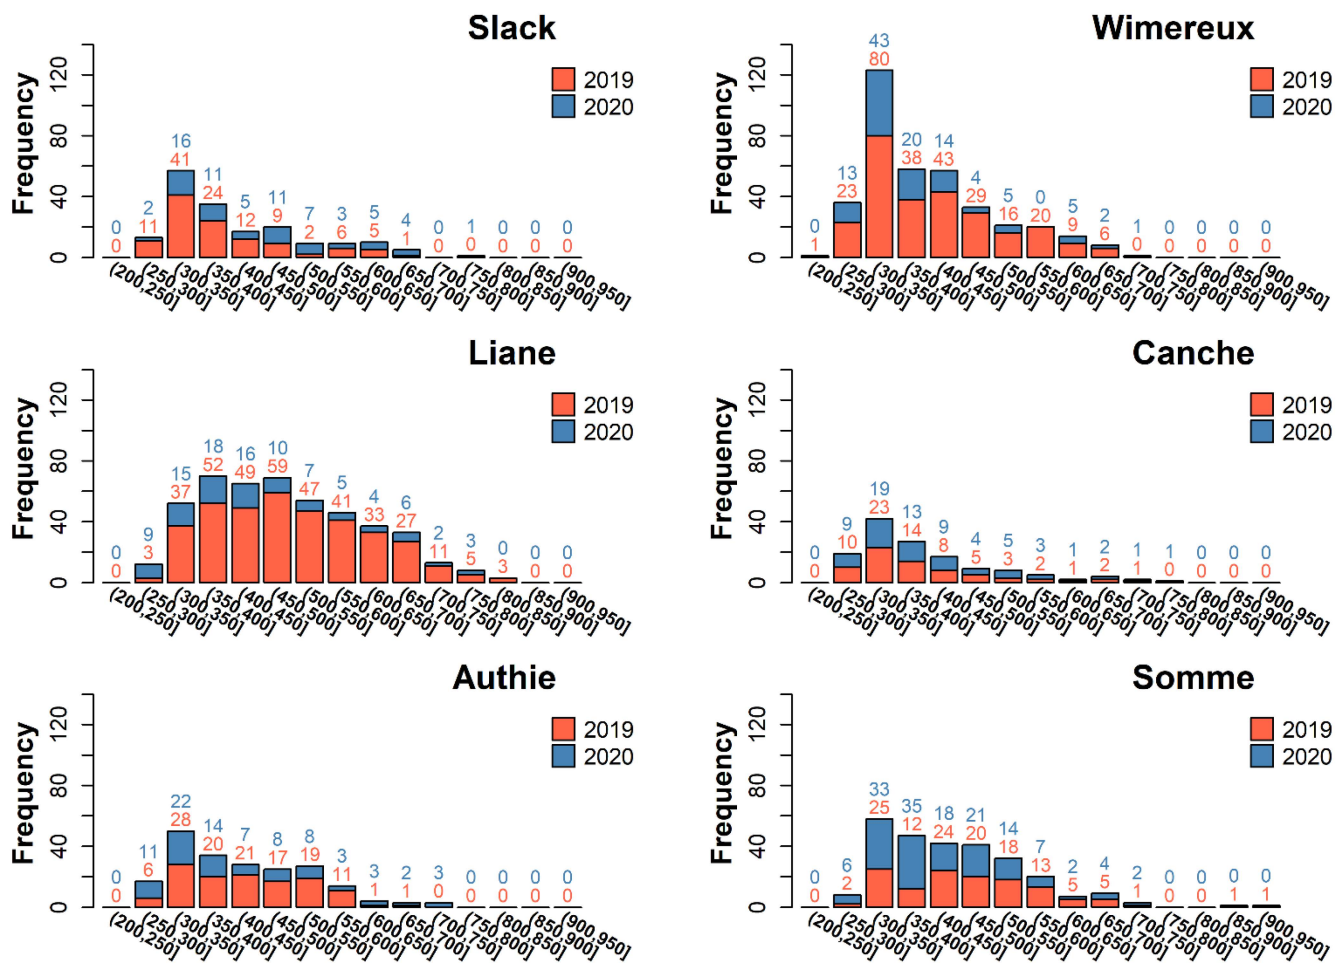 Slack
Frequency
120
80
40
0
2019
2020
0 2 16 11 5 11 7 3 5 4 0 1 0 0 0
0 11 41 24 12 9 2 6 5 1 0 0 0 0 0
(200,250] (250,300] (300,350] (350,400] (400,450] (450,500] (500,550] (550,600] (600,650] (650,700] (700,750] (750,800] (800,850] (850,900] (900,950]
Wimereux
Frequency
120
80
40
0
2019
2020
0 13 43 20 14 4 5 0 5 2 1 0 0 0 0
1 23 80 38 43 29 16 20 9 6 0 0 0 0 0
(200,250] (250,300] (300,350] (350,400] (400,450] (450,500] (500,550] (550,600] (600,650] (650,700] (700,750] (750,800] (800,850] (850,900] (900,950]
Liane
Frequency
120
80
40
0
2019
2020
0 9 15 18 16 10 7 5 4 6 2 3 0 0 0
0 3 37 52 49 59 47 41 33 27 11 5 3 0 0
(200,250] (250,300] (300,350] (350,400] (400,450] (450,500] (500,550] (550,600] (600,650] (650,700] (700,750] (750,800] (800,850] (850,900] (900,950]
Canche
Frequency
120
80
40
0
2019
2020
0 9 19 13 9 4 5 3 1 2 1 1 0 0 0
0 10 23 14 8 5 3 2 1 2 1 0 0 0 0
(200,250] (250,300] (300,350] (350,400] (400,450] (450,500] (500,550] (550,600] (600,650] (650,700] (700,750] (750,800] (800,850] (850,900] (900,950]
Authie
Frequency
120
80
40
0
2019
2020
0 11 22 14 7 8 8 3 3 2 3 0 0 0 0
0 6 28 20 21 17 19 11 1 1 0 0 0 0 0
(200,250] (250,300] (300,350] (350,400] (400,450] (450,500] (500,550] (550,600] (600,650] (650,700] (700,750] (750,800] (800,850] (850,900] (900,950]
Somme
Frequency
120
80
40
0
2019
2020
0 6 33 35 18 21 14 7 2 4 2 0 0 0 0
0 2 25 12 24 20 18 13 5 5 1 0 0 1 1
(200,250] (250,300] (300,350] (350,400] (400,450] (450,500] (500,550] (550,600] (600,650] (650,700] (700,750] (750,800] (800,850] (850,900] (900,950]